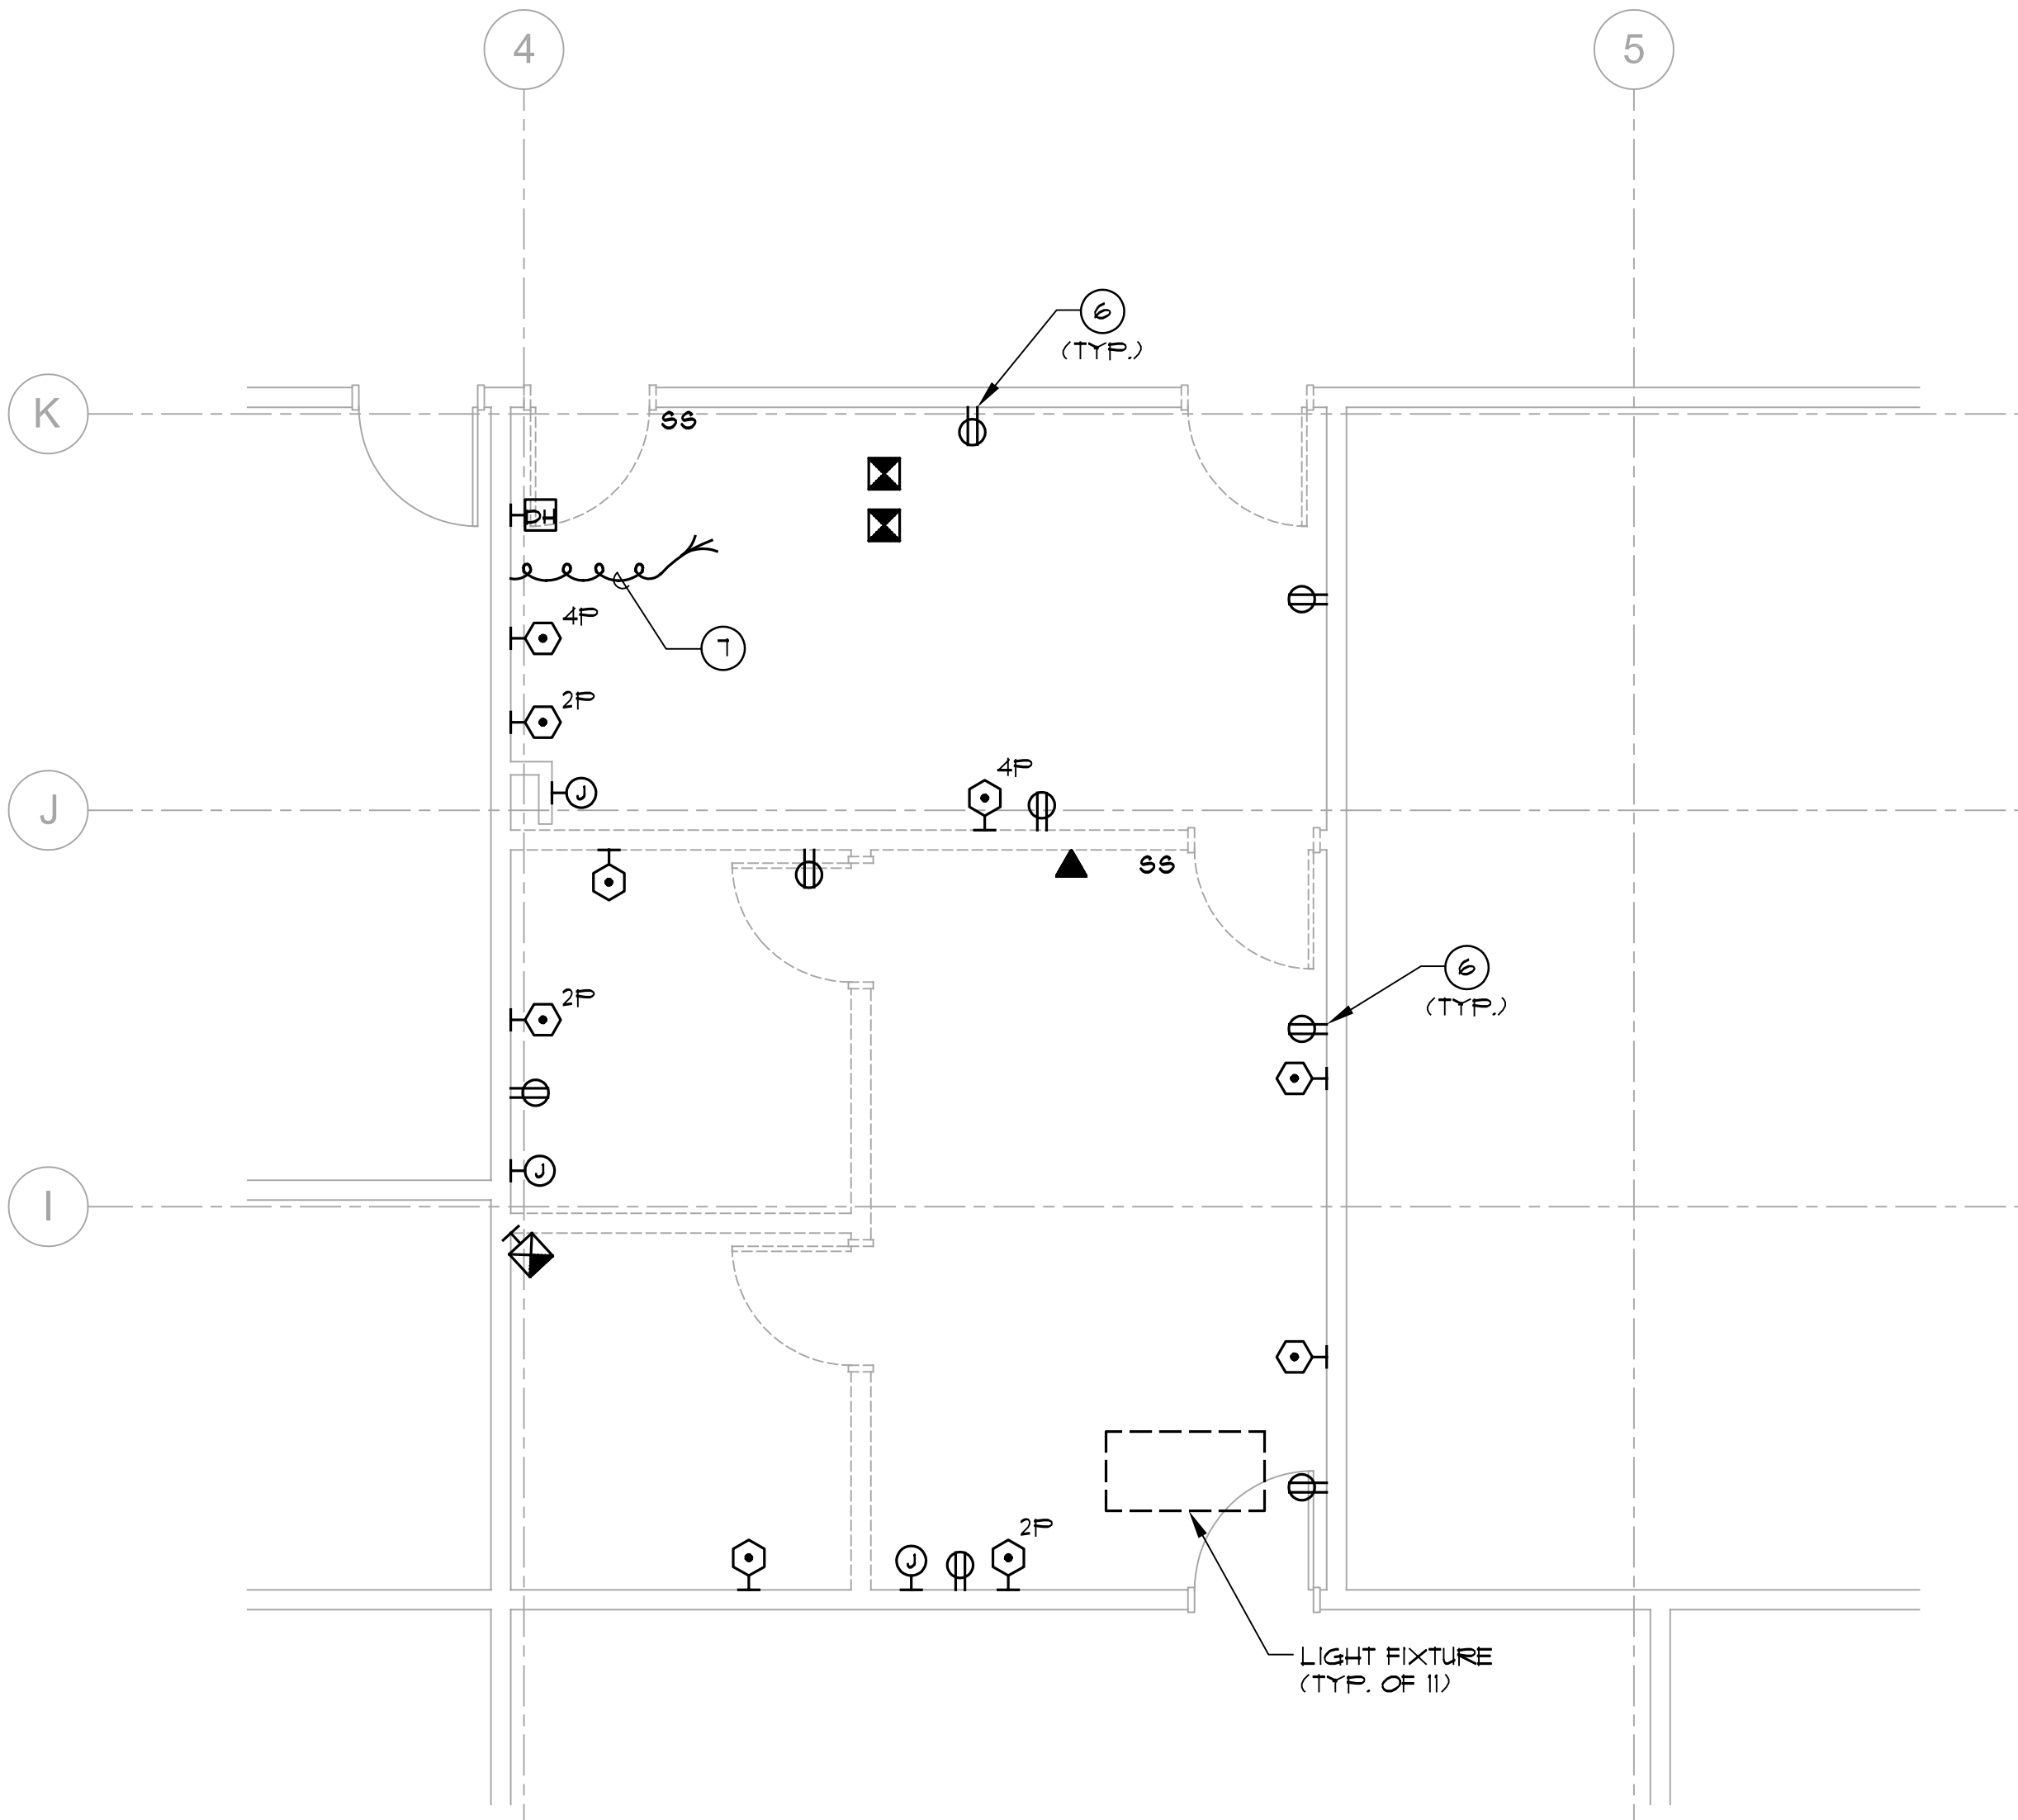 4
5
6
(TYP.)
K
SS
DH
4P
7
2P
4P
J
J
SS
2P
6
(TYP.)
J
I
2P
J
LIGHT FIXTURE
(TYP. OF 11)